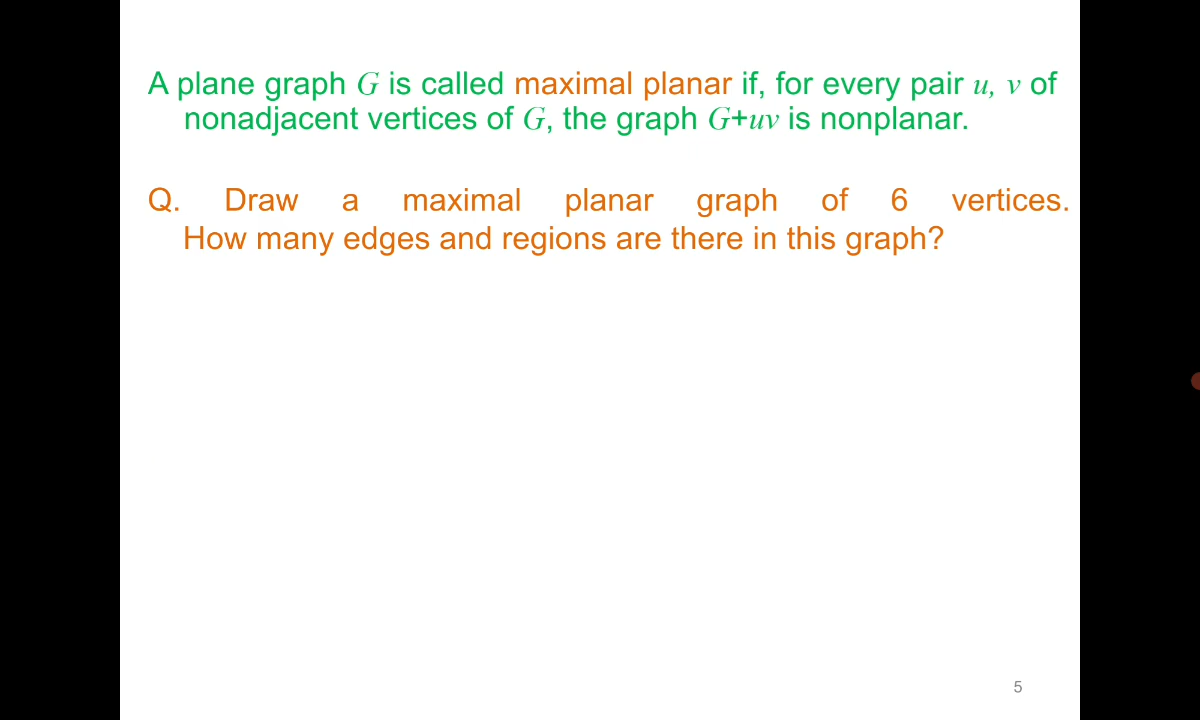 A plane graph G is called maximal planar if, for every pair u, v of
nonadjacent vertices of G, the graph G+uv is nonplanar.
Q. Draw a maximal planar graph of 6 vertices.
How many edges and regions are there in this graph?
5